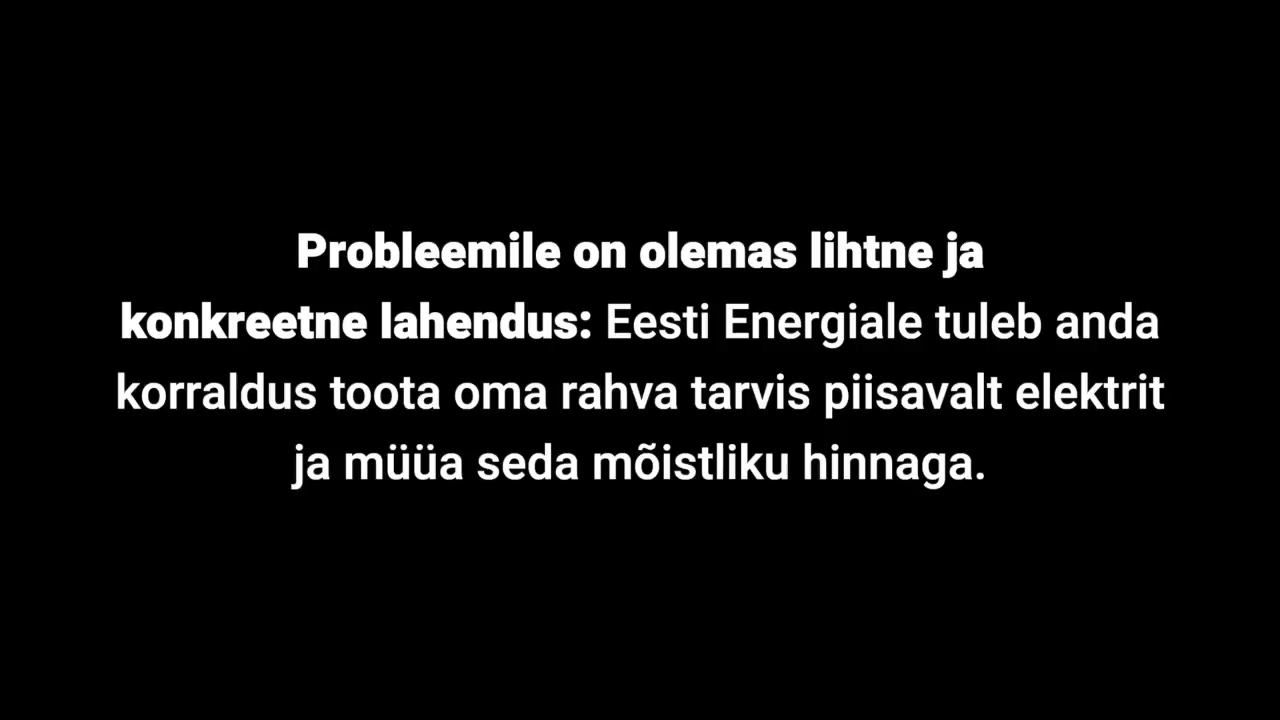 Probleemile on olemas lihtne ja
konkreetne lahendus: Eesti Energiale tuleb anda
korraldus toota oma rahva tarvis piisavalt elektrit
ja müüa seda mõistliku hinnaga.